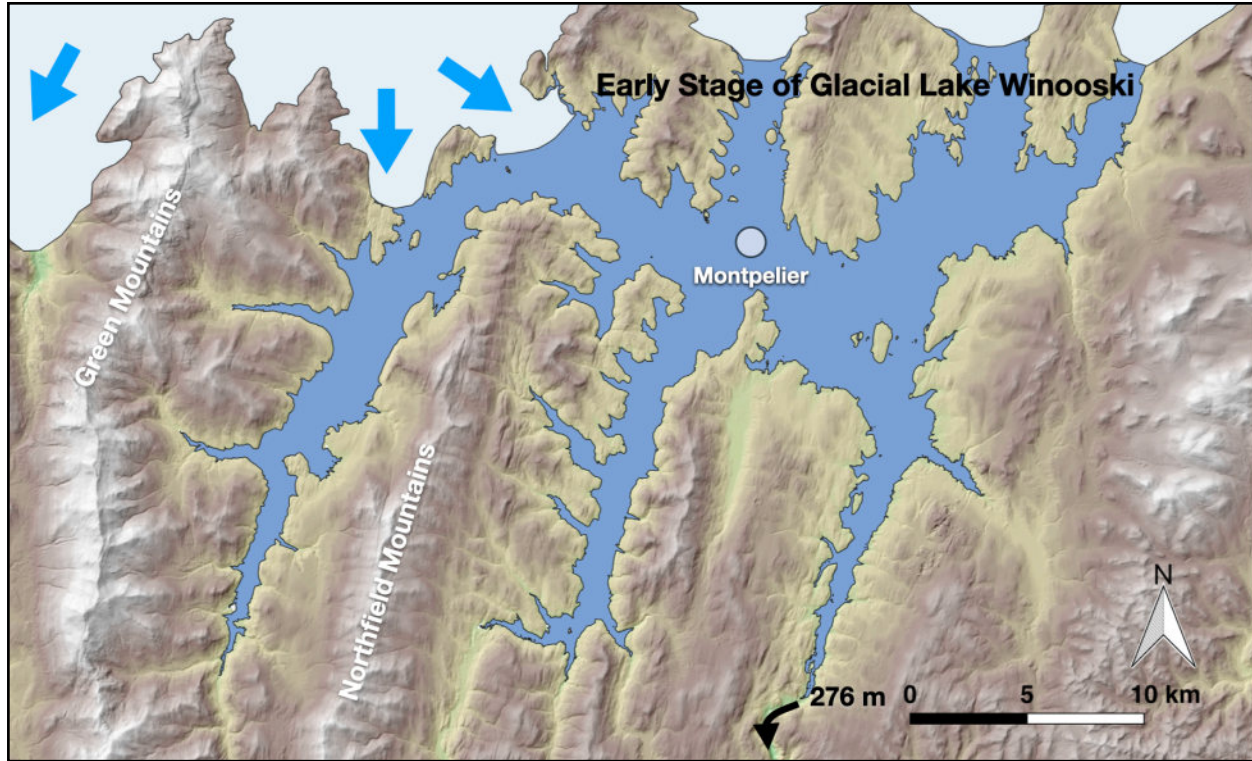 Early Stage of Glacial Lake Winooski
Green Mountains
Montpelier
Northfield Mountains
N
276 m
0 5 10 km